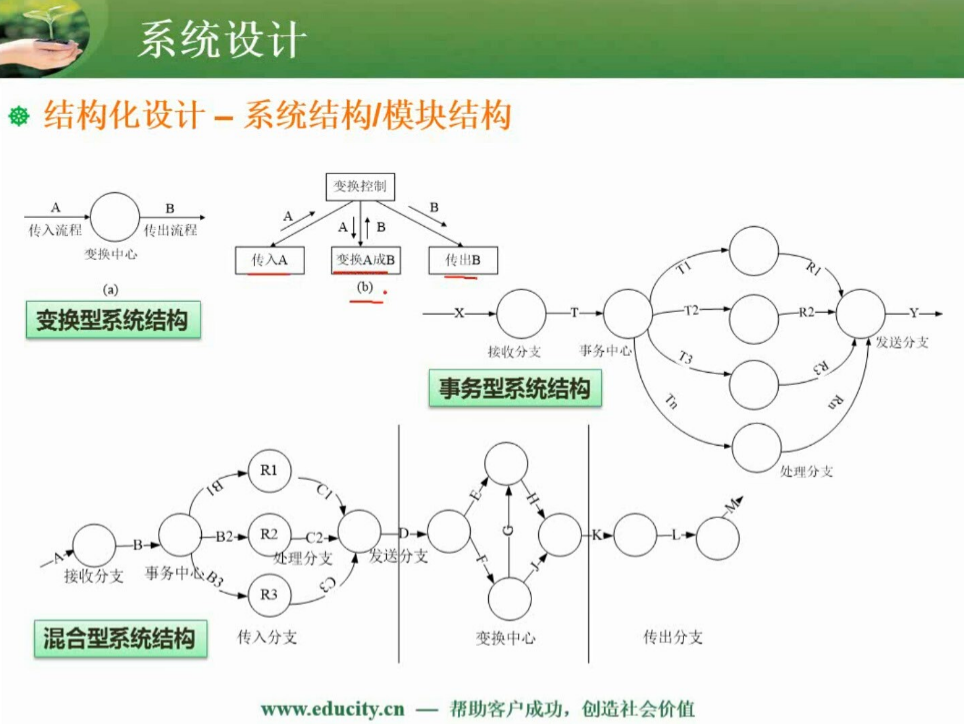 系统设计
结构化设计 – 系统结构/模块结构
A
传入流程
B
传出流程
变换中心
(a)
变换型系统结构
变换控制
A
A
B
B
传入A
变换A成B
传出B
(b)
X
T
T1
T2
T3
Tn
R1
R2
R3
Rn
Y
接收分支
事务中心
发送分支
处理分支
事务型系统结构
A
B
B1
B2
B3
R1
R2
R3
C1
C2
C3
D
接收分支
事务中心
处理分支
发送分支
E
F
G
H
J
K
L
M
混合型系统结构
传入分支
变换中心
传出分支
www.educity.cn — 帮助客户成功，创造社会价值